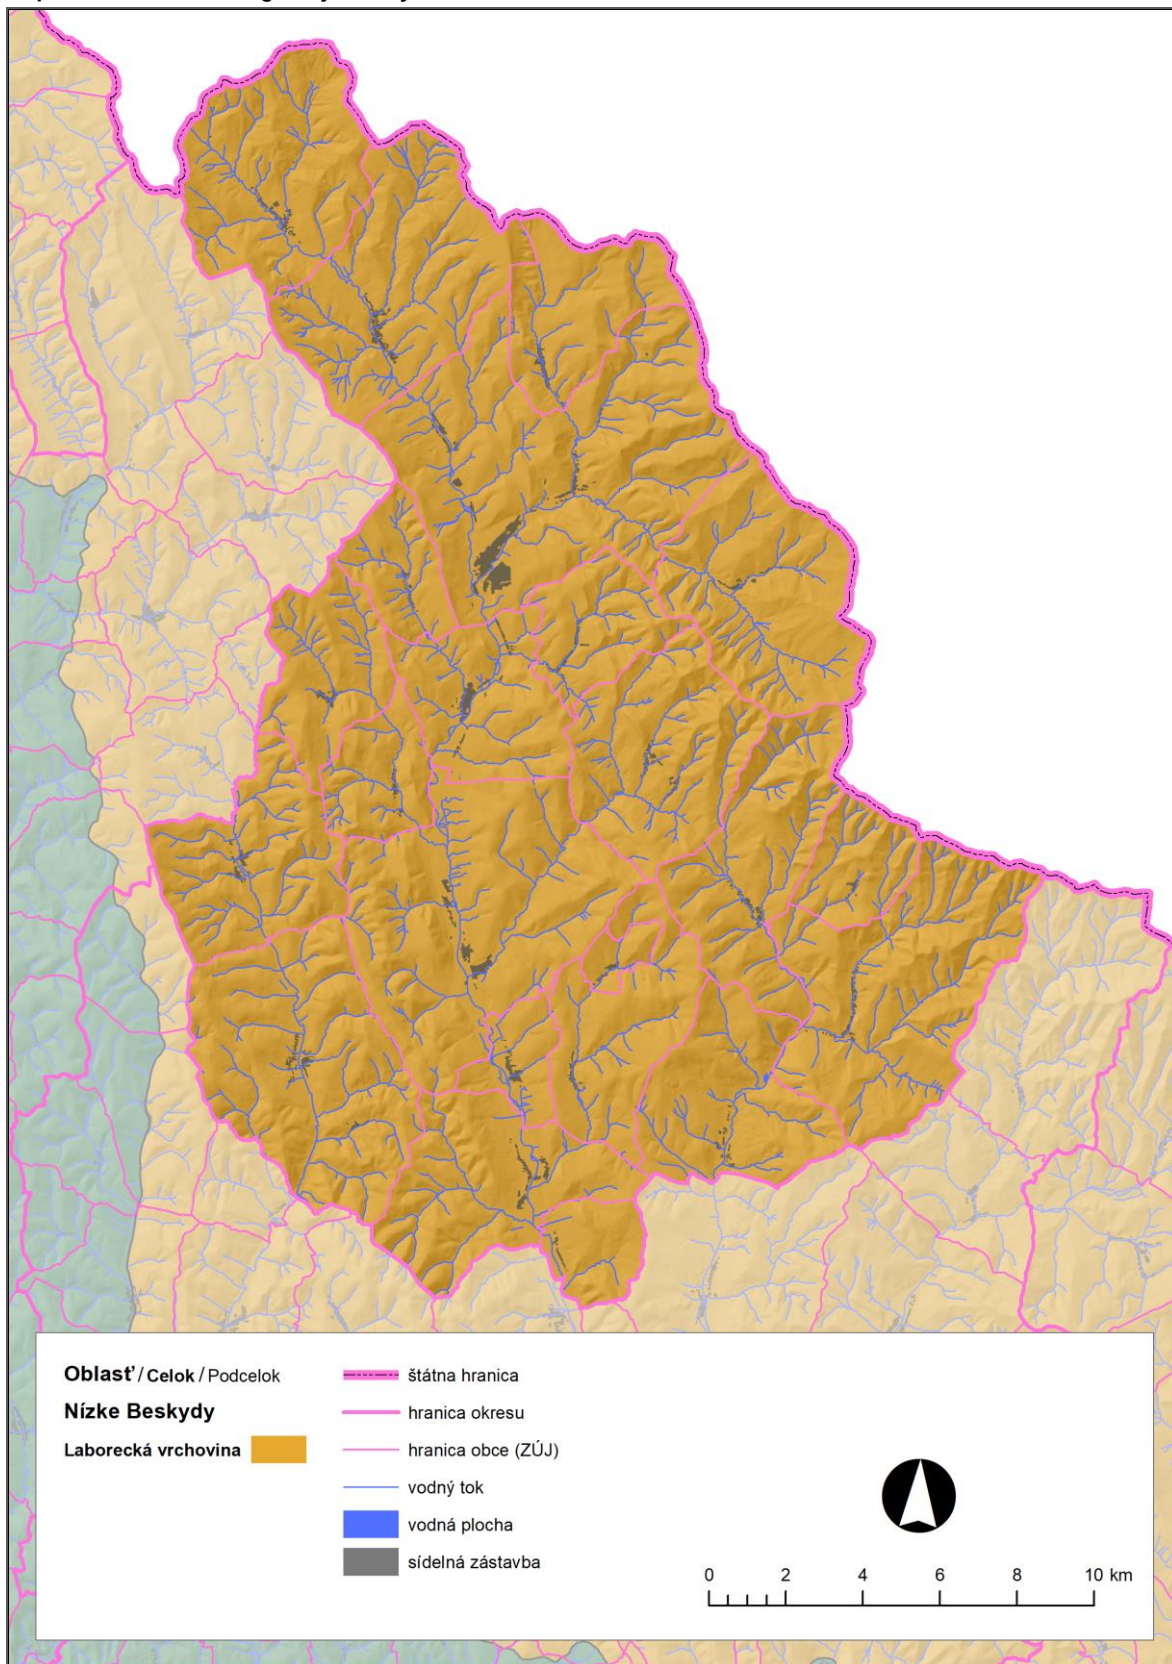 Oblasť / Celok / Podcelok
Nízke Beskydy
Laborecká vrchovina
štátna hranica
hranica okresu
hranica obce (ZÚJ)
vodný tok
vodná plocha
sídelná zástavba
0 2 4 6 8 10 km